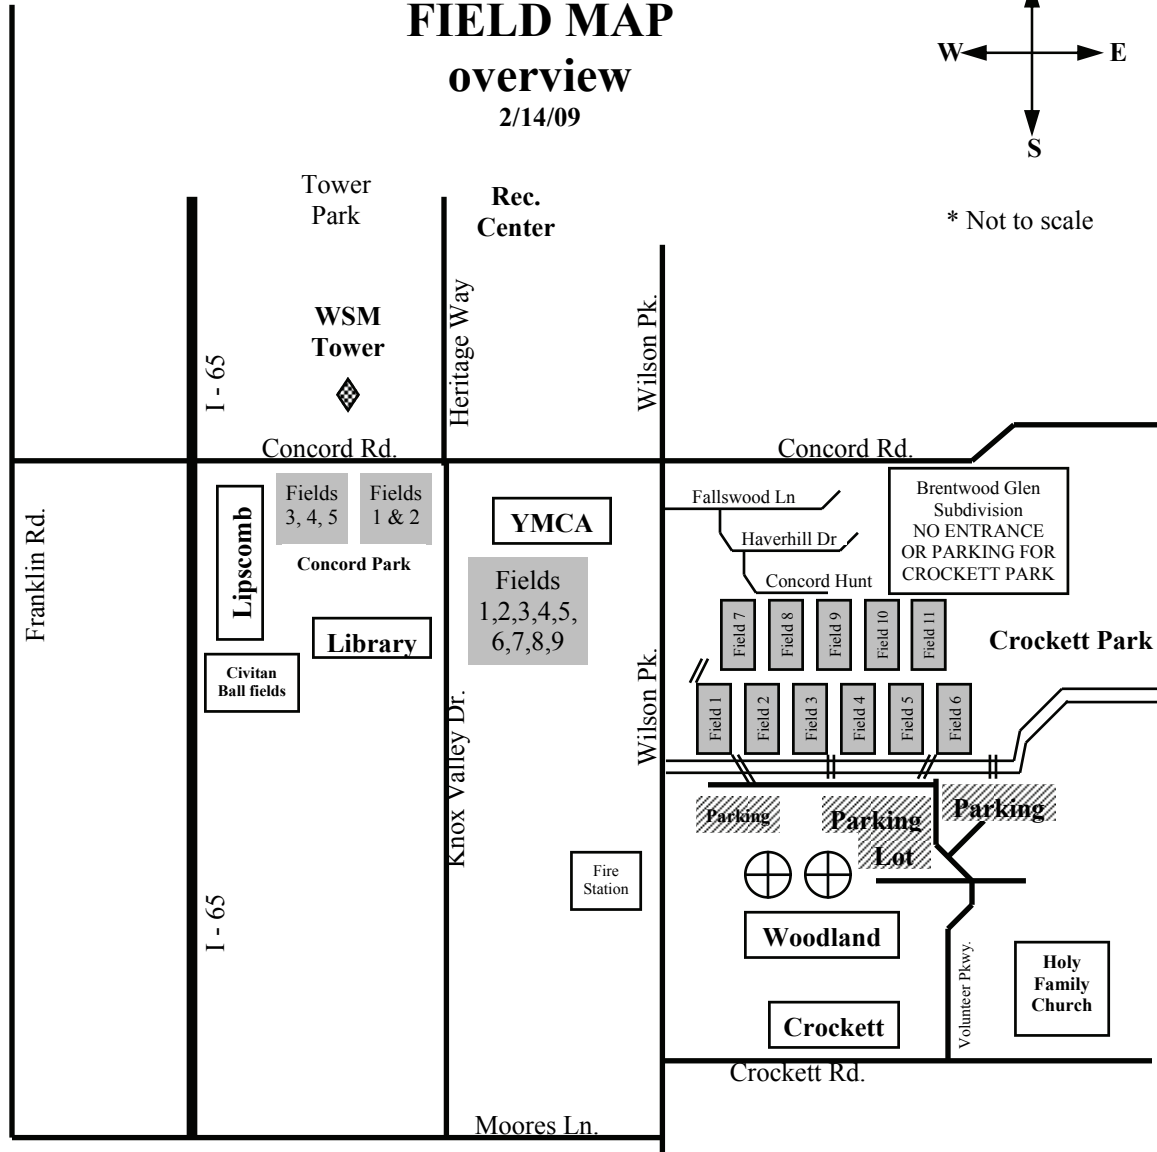 FIELD MAP
overview
2/14/09
W
E
S
* Not to scale
Tower
Park
Rec.
Center
WSM
Tower
I - 65
Heritage Way
Wilson Pk.
Concord Rd.
Concord Rd.
Franklin Rd.
Lipscomb
Fields
3, 4, 5
Fields
1 & 2
Concord Park
Library
Civitan
Ball fields
YMCA
Fields
1,2,3,4,5,
6,7,8,9
Knox Valley Dr.
Wilson Pk.
Fallswood Ln
Haverhill Dr
Concord Hunt
Brentwood Glen
Subdivision
NO ENTRANCE
OR PARKING FOR
CROCKETT PARK
Field 7
Field 8
Field 9
Field 10
Field 11
Crockett Park
Field 1
Field 2
Field 3
Field 4
Field 5
Field 6
Parking
Parking
Lot
Parking
Fire
Station
I - 65
Woodland
Crockett
Volunteer Pkwy.
Holy
Family
Church
Crockett Rd.
Moores Ln.